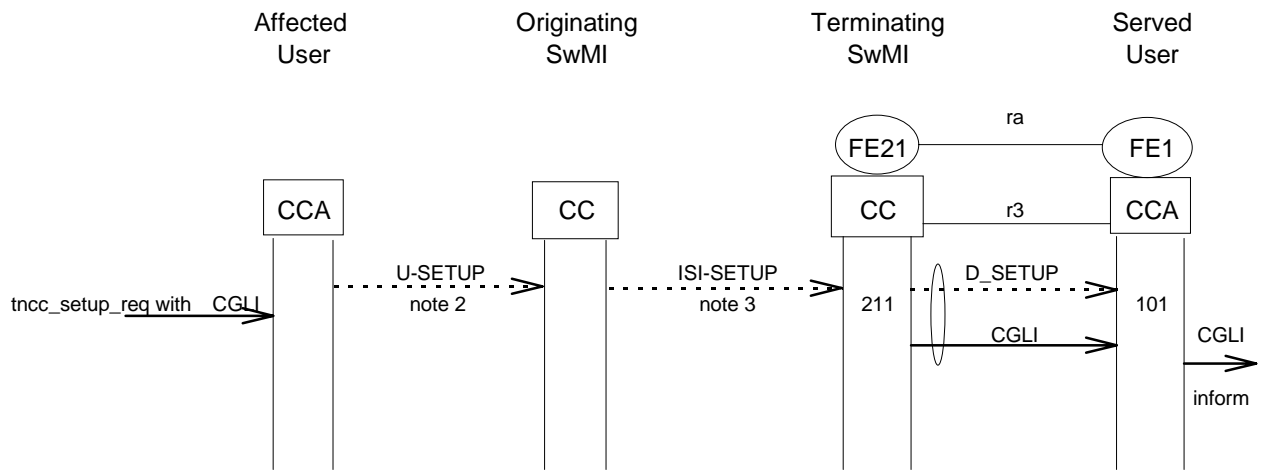 Affected
User
Originating
SwMI
Terminating
SwMI
Served
User
ra
FE21
FE1
CCA
CC
CC
r3
CCA
U-SETUP
ISI-SETUP
D_SETUP
tncc_setup_req with CGLI
note 2
note 3
211
101
CGLI
CGLI
inform